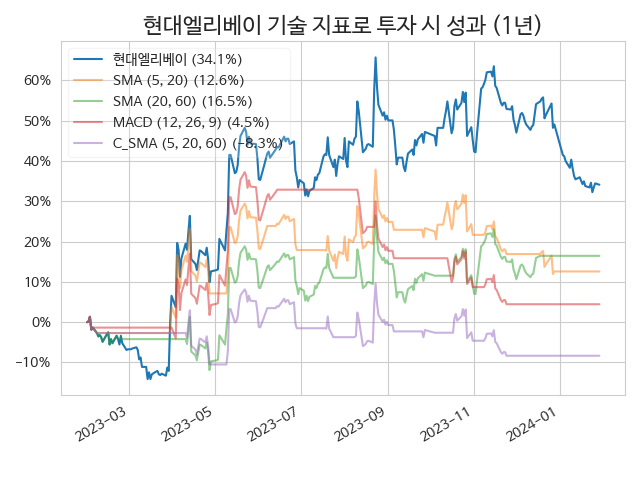 현대엘리베이 기술 지표로 투자 시 성과 (1년)
현대엘리베이 (34.1%)
SMA (5, 20) (12.6%)
SMA (20, 60) (16.5%)
MACD (12, 26, 9) (4.5%)
C_SMA (5, 20, 60) (−8.3%)
60%
50%
40%
30%
20%
10%
0%
−10%
2023−03
2023−05
2023−07
2023−09
2023−11
2024−01